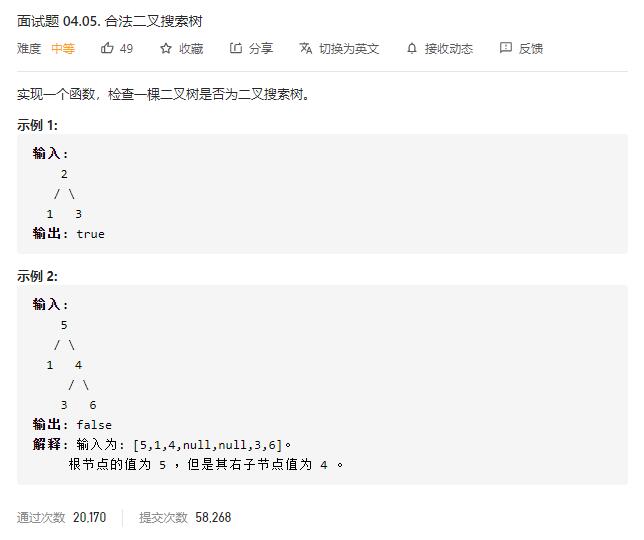 面试题 04.05. 合法二叉搜索树
难度 中等 49 收藏 分享 切换为英文 接收动态 反馈
实现一个函数，检查一棵二叉树是否为二叉搜索树。
示例 1:
输入:
2
/ \
1 3
输出: true
示例 2:
输入:
5
/ \
1 4
/ \
3 6
输出: false
解释: 输入为: [5,1,4,null,null,3,6]。
根节点的值为 5 ，但是其右子节点值为 4 。
通过次数 20,170 提交次数 58,268